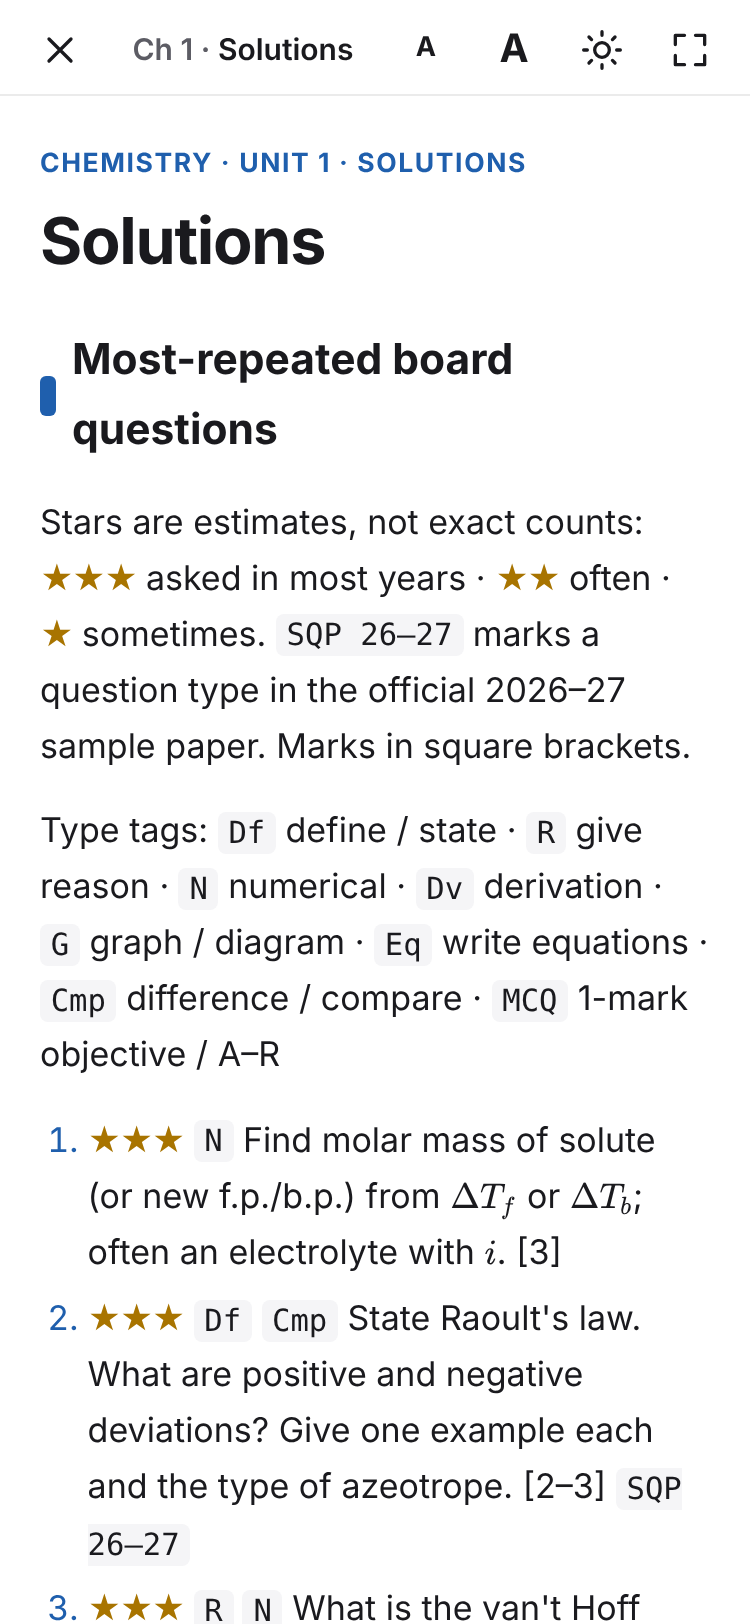 Ch 1 · Solutions A A
CHEMISTRY · UNIT 1 · SOLUTIONS
Solutions
Most-repeated board
questions
Stars are estimates, not exact counts:
★★★ asked in most years · ★★ often ·
★ sometimes. SQP 26–27 marks a
question type in the official 2026–27
sample paper. Marks in square brackets.
Type tags: Df define / state · R give
reason · N numerical · Dv derivation ·
G graph / diagram · Eq write equations ·
Cmp difference / compare · MCQ 1-mark
objective / A–R
1. ★★★ N Find molar mass of solute
(or new f.p./b.p.) from ΔT_f or ΔT_b;
often an electrolyte with i. [3]
2. ★★★ Df Cmp State Raoult's law.
What are positive and negative
deviations? Give one example each
and the type of azeotrope. [2–3] SQP
26–27
3. ★★★ R N What is the van't Hoff